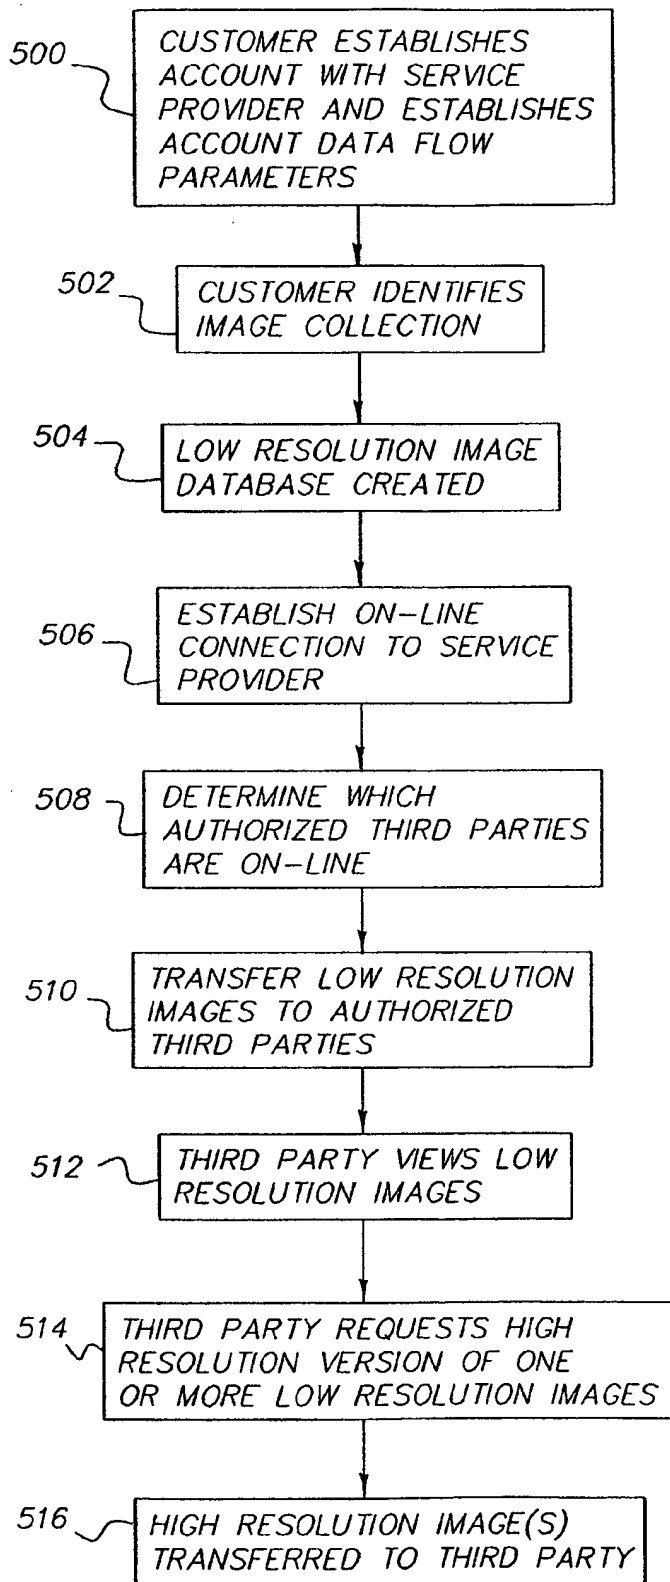 500
CUSTOMER ESTABLISHES
ACCOUNT WITH SERVICE
PROVIDER AND ESTABLISHES
ACCOUNT DATA FLOW
PARAMETERS
502
CUSTOMER IDENTIFIES
IMAGE COLLECTION
504
LOW RESOLUTION IMAGE
DATABASE CREATED
506
ESTABLISH ON-LINE
CONNECTION TO SERVICE
PROVIDER
508
DETERMINE WHICH
AUTHORIZED THIRD PARTIES
ARE ON-LINE
510
TRANSFER LOW RESOLUTION
IMAGES TO AUTHORIZED
THIRD PARTIES
512
THIRD PARTY VIEWS LOW
RESOLUTION IMAGES
514
THIRD PARTY REQUESTS HIGH
RESOLUTION VERSION OF ONE
OR MORE LOW RESOLUTION IMAGES
516
HIGH RESOLUTION IMAGE(S)
TRANSFERRED TO THIRD PARTY